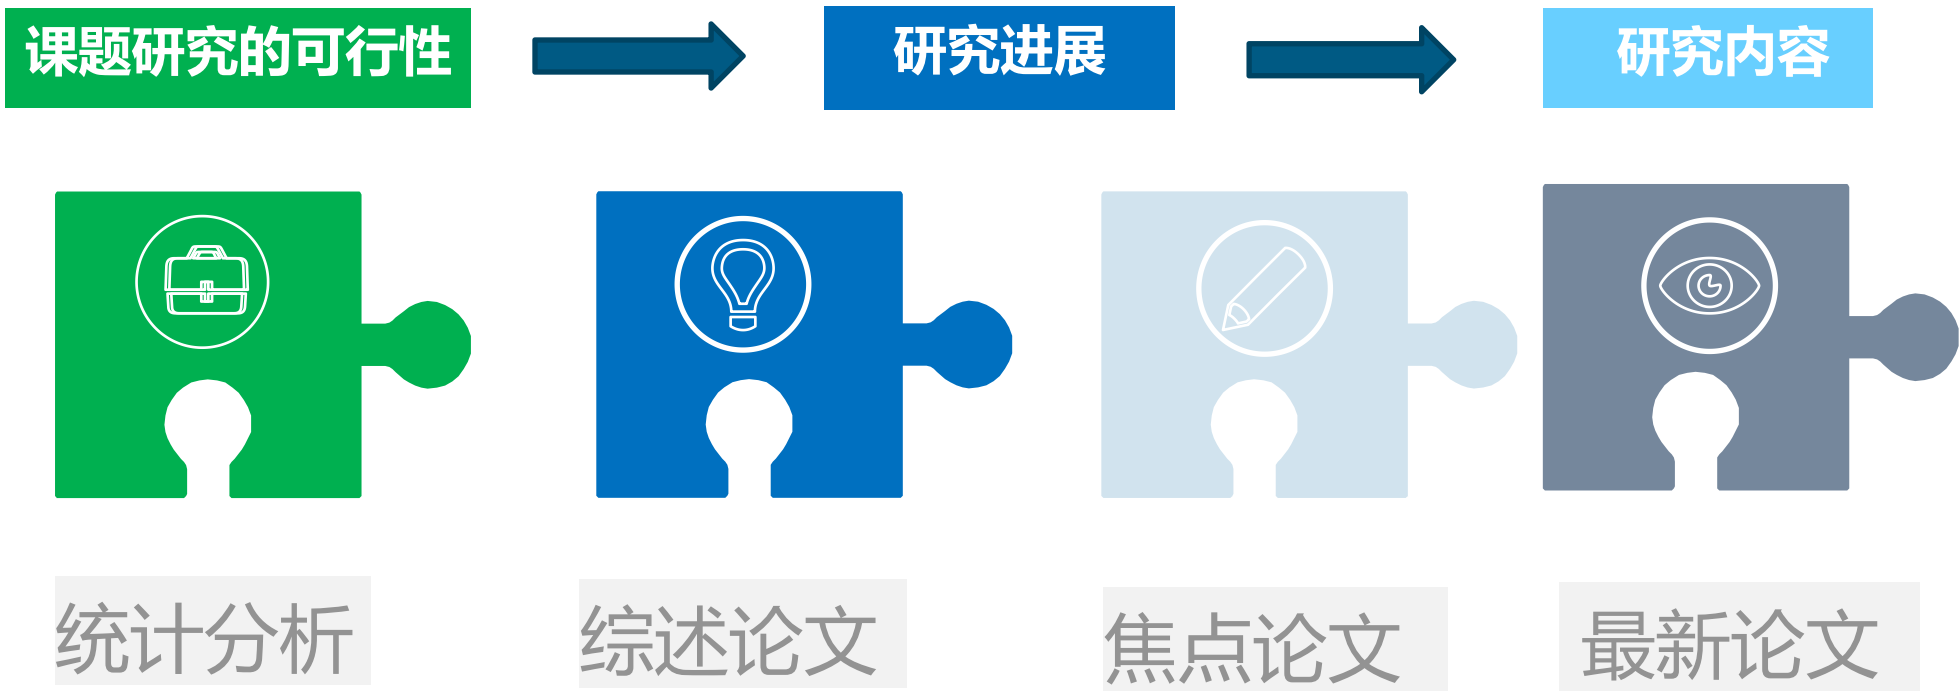 课题研究的可行性
研究进展
研究内容
统计分析
综述论文
焦点论文
最新论文